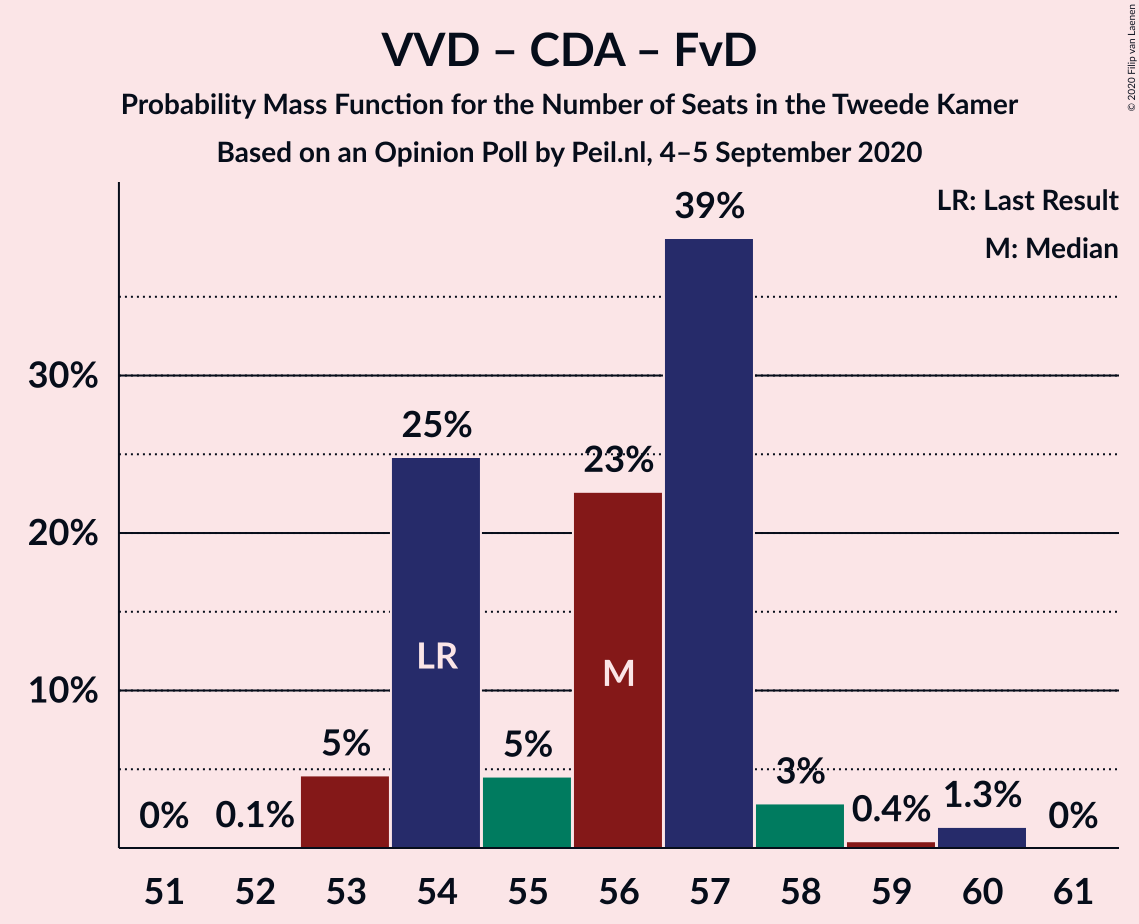 VVD – CDA – FvD
Probability Mass Function for the Number of Seats in the Tweede Kamer
Based on an Opinion Poll by Peil.nl, 4–5 September 2020
© 2020 Filip van Laenen
LR: Last Result
M: Median
39%
30%
25%
23%
20%
LR
M
10%
5%
5%
3%
0%
0.1%
0.4%
1.3%
0%
51 52 53 54 55 56 57 58 59 60 61